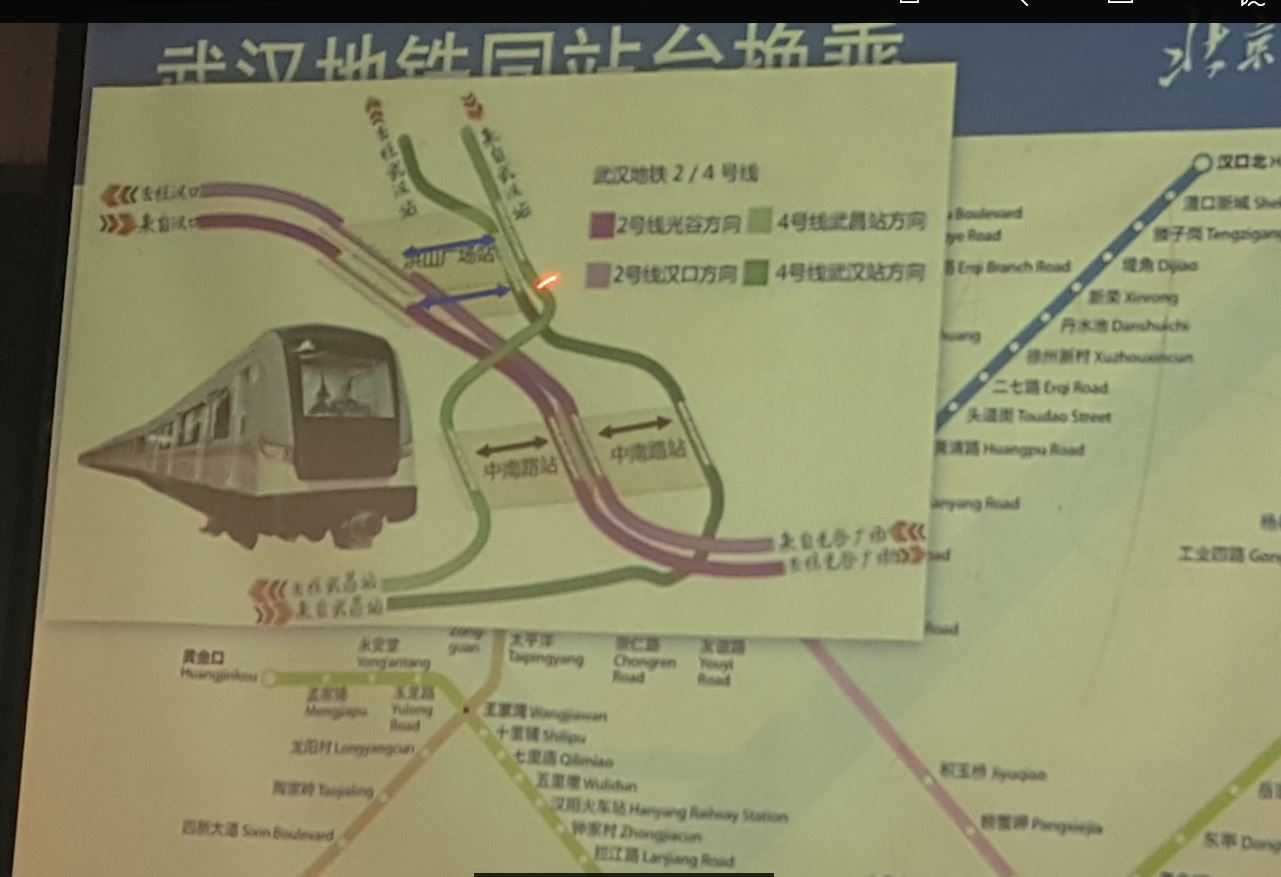 武汉地铁同站台换乘
北京
去往武汉站
来自武汉站
去往汉口
来自汉口
武汉地铁 2 / 4 号线
2号线光谷方向
4号线武昌站方向
2号线汉口方向
4号线武汉站方向
洪山广场站
中南路站
中南路站
来自光谷广场
去往光谷广场
去往武昌站
来自武昌站
汉口北 H
滠口新城 She
滕子岗 Tengzigang
堤角 Dijiao
新荣 Xinrong
丹水池 Danshuichi
徐州新村 Xuzhouxincun
二七路 Erqi Road
头道街 Toudao Street
黄浦路 Huangpu Road
Boulevard
Road
Erqi Branch Road
Road
工业四路 Gon
Road
黄金口
Huangjinkou
永安堂
Yong'antang
guan
太平洋
Taipingyang
崇仁路
Chongren
Road
友谊路
Youyi
Road
孟家铺
Mengjiapu
玉龙路
Yulong
Road
王家湾 Wangjiawan
十里铺 Shilipu
七里庙 Qilimiao
五里墩 Wulidun
汉阳火车站 Hanyang Railway Station
钟家村 Zhongjiacun
拦江路 Lanjiang Road
龙阳村 Longyangcun
陶家岭 Taojialing
四新大道 Sixin Boulevard
积玉桥 Jiyuqiao
螃蟹岬 Pangxiejia
东亭 Dong